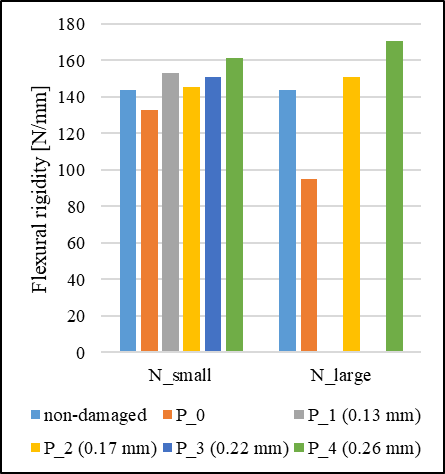 180
160
140
120
100
80
60
40
20
0
Flexural rigidity [N/mm]
N_small N_large
non-damaged P_0 P_1 (0.13 mm)
P_2 (0.17 mm) P_3 (0.22 mm) P_4 (0.26 mm)